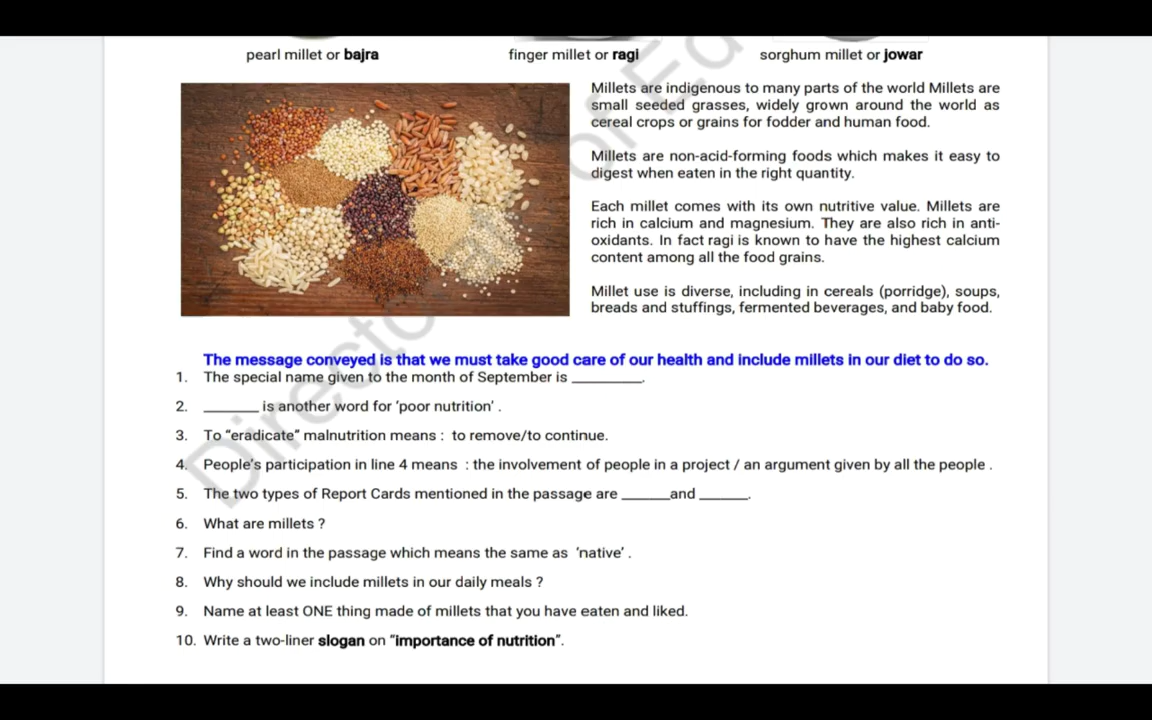 pearl millet or bajra
finger millet or ragi
sorghum millet or jowar
Millets are indigenous to many parts of the world Millets are
small seeded grasses, widely grown around the world as
cereal crops or grains for fodder and human food.
Millets are non-acid-forming foods which makes it easy to
digest when eaten in the right quantity.
Each millet comes with its own nutritive value. Millets are
rich in calcium and magnesium. They are also rich in anti-
oxidants. In fact ragi is known to have the highest calcium
content among all the food grains.
Millet use is diverse, including in cereals (porridge), soups,
breads and stuffings, fermented beverages, and baby food.
The message conveyed is that we must take good care of our health and include millets in our diet to do so.
1. The special name given to the month of September is _________.
2. _______ is another word for ‘poor nutrition’ .
3. To “eradicate” malnutrition means : to remove/to continue.
4. People’s participation in line 4 means : the involvement of people in a project / an argument given by all the people .
5. The two types of Report Cards mentioned in the passage are ______and ______.
6. What are millets ?
7. Find a word in the passage which means the same as ‘native’ .
8. Why should we include millets in our daily meals ?
9. Name at least ONE thing made of millets that you have eaten and liked.
10. Write a two-liner slogan on “importance of nutrition”.